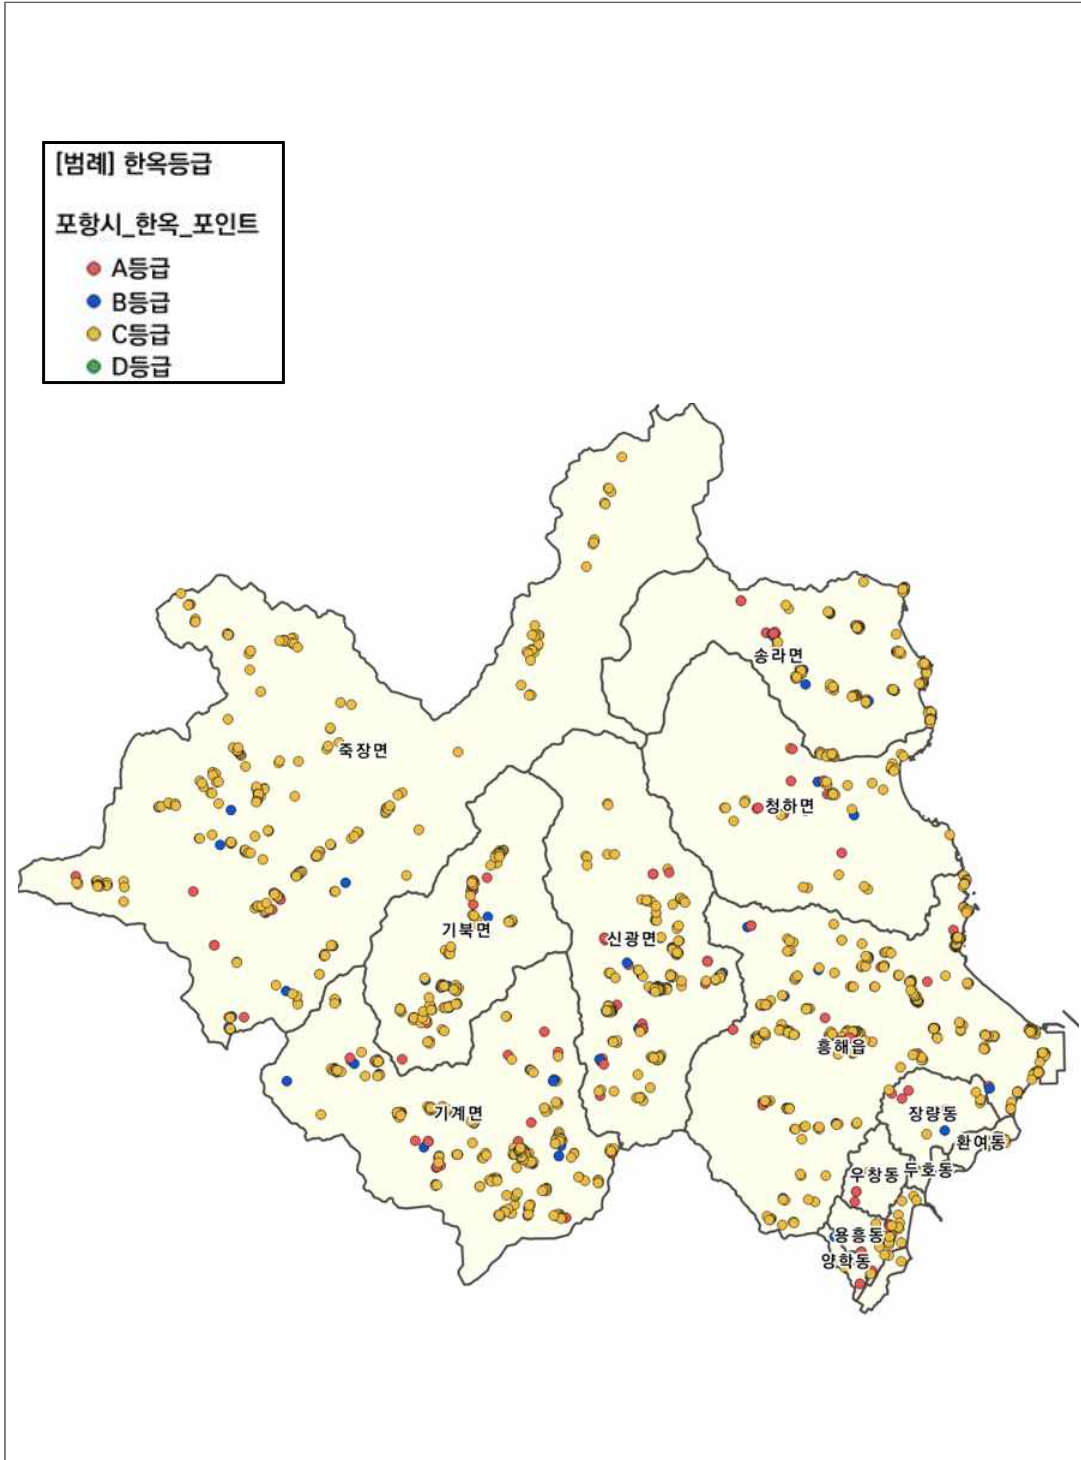 [범례] 한옥등급
포항시_한옥_포인트
A등급
B등급
C등급
D등급
송라면
죽장면
청하면
기북면
신광면
흥해읍
기계면
장량동
환여동
우창동
두호동
용흥동
양학동